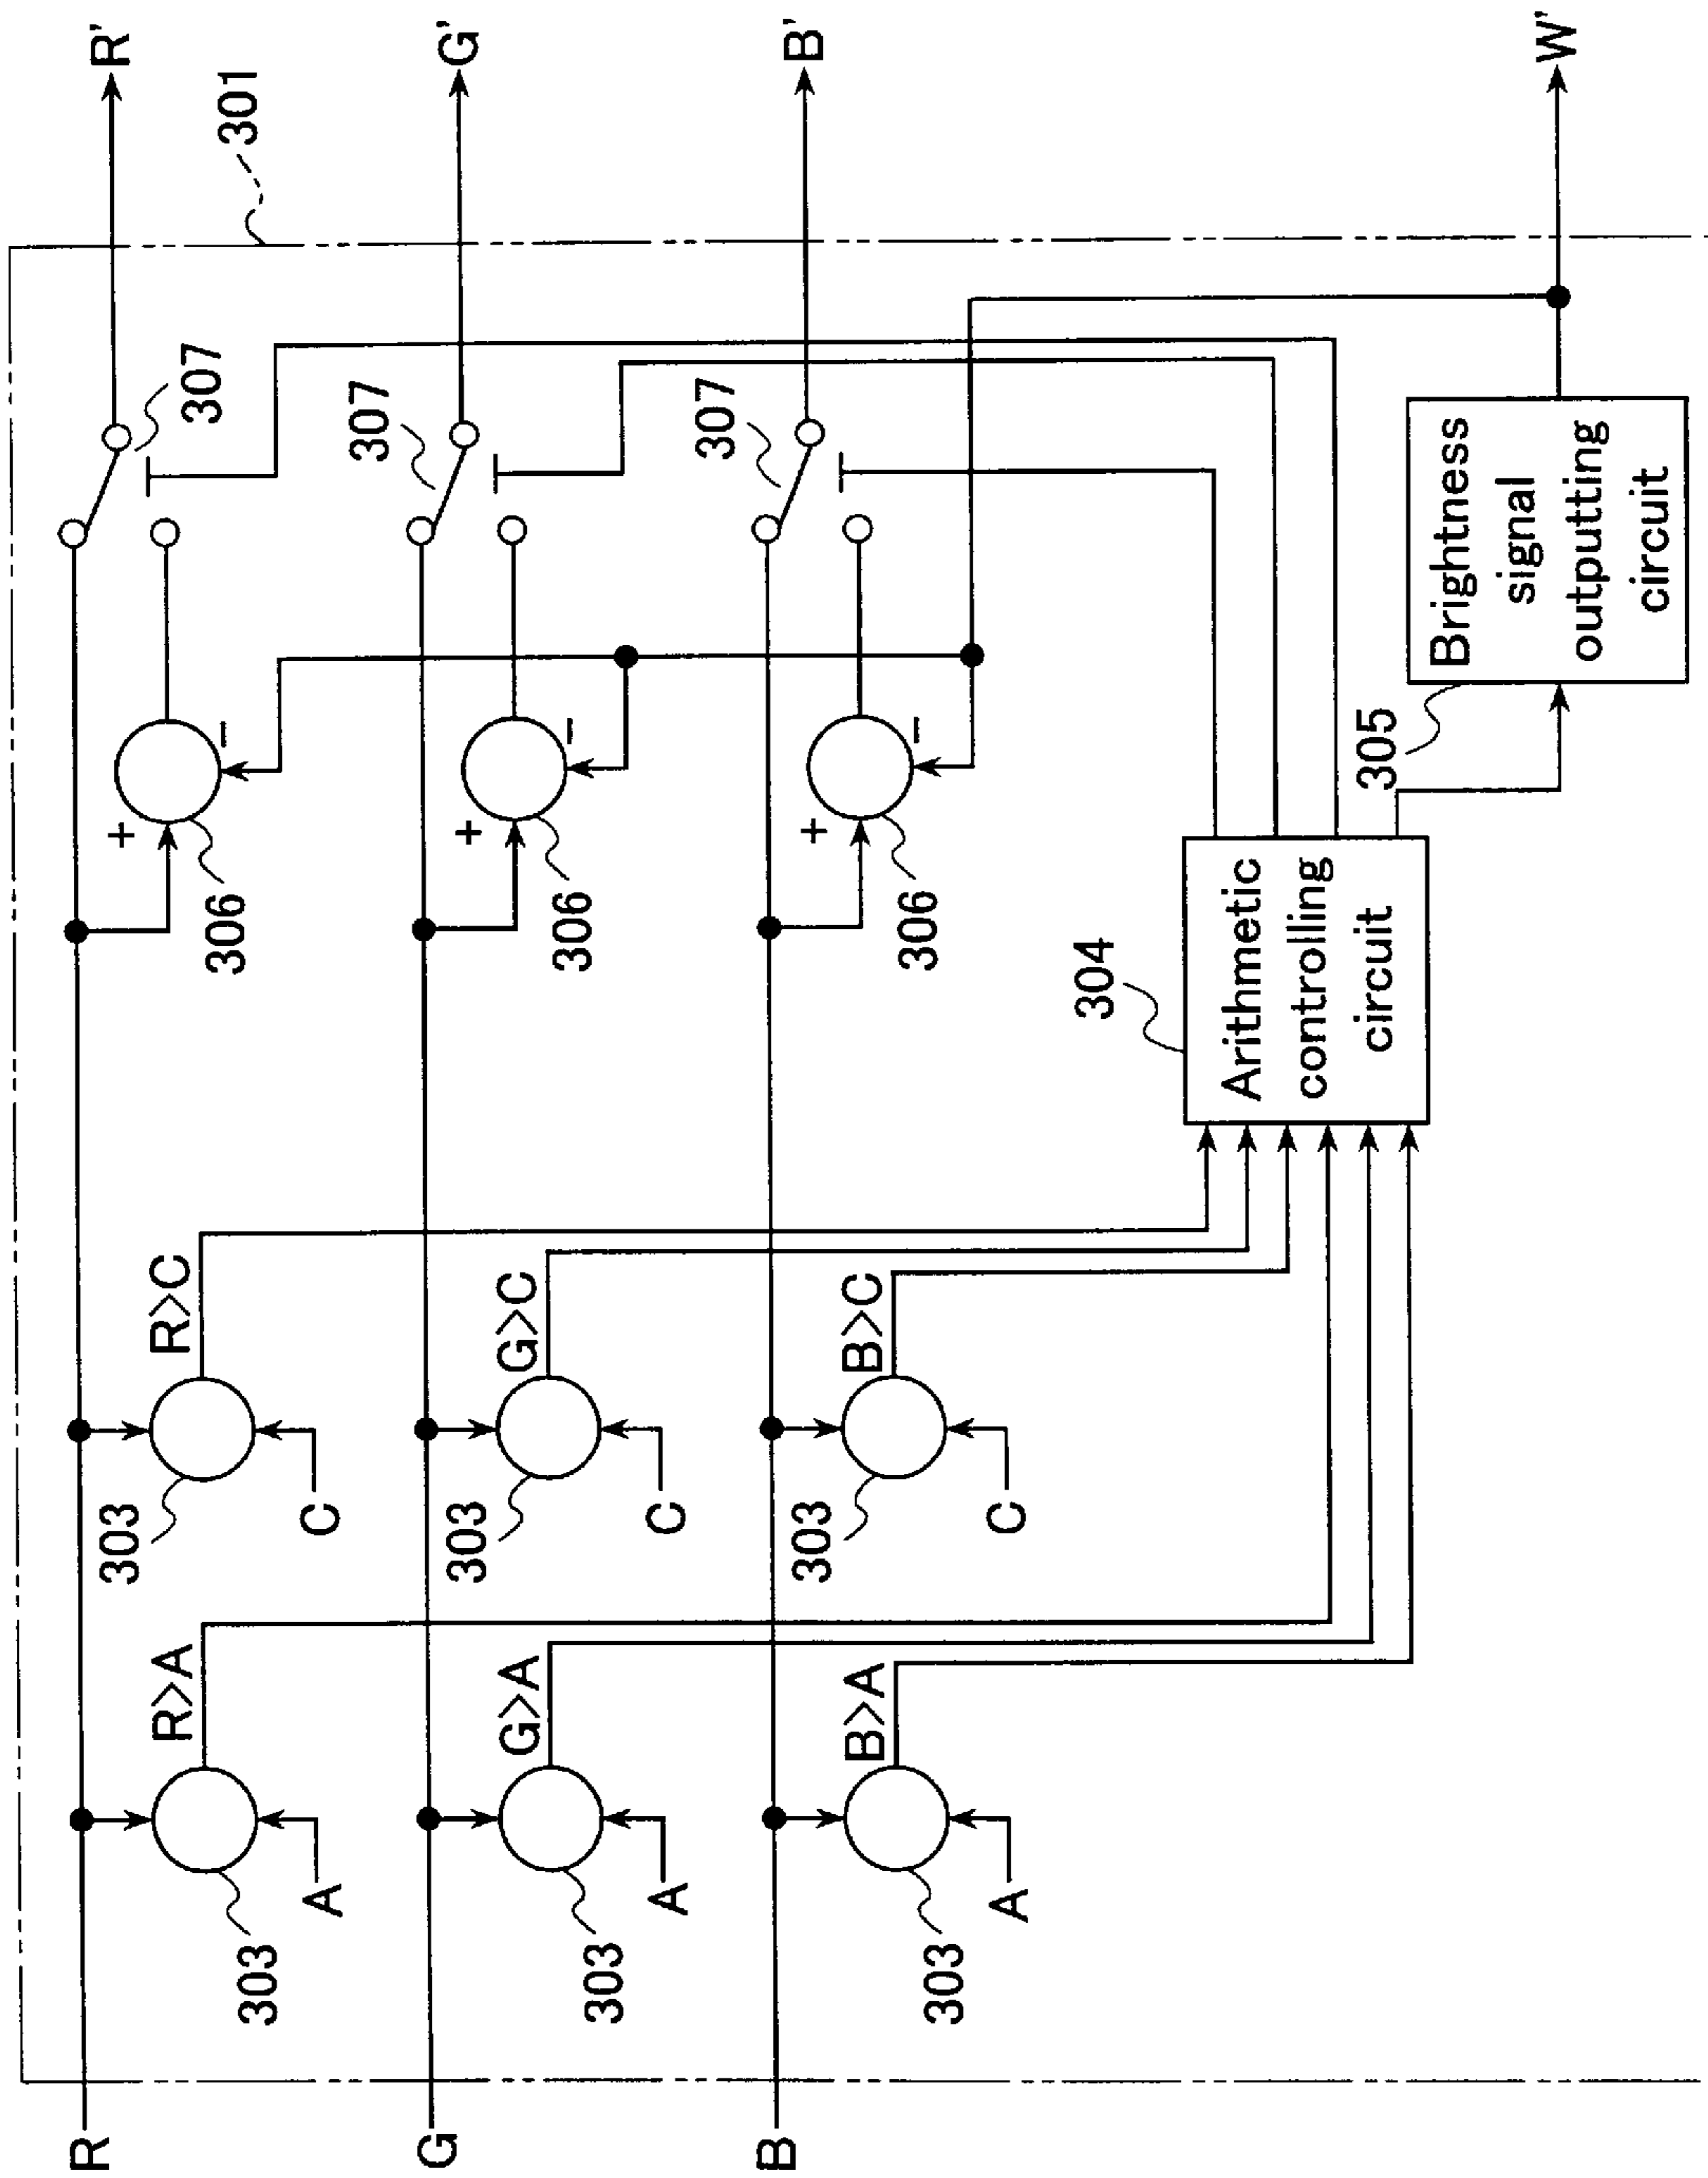 R'
G'
B'
W'
301
307
307
307
306
306
306
+
−
+
−
+
−
R>C
G>C
B>C
303
303
303
C
C
C
R>A
G>A
B>A
303
303
303
A
A
A
R
G
B
304
Arithmetic
controlling
circuit
305
Brightness
signal
outputting
circuit